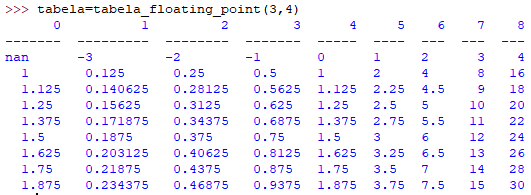 >>> tabela=tabela_floating_point(3,4)
0 1 2 3 4 5 6 7 8
------- -------- ------- ------ ----- ---- --- --- ---
nan -3 -2 -1 0 1 2 3 4
1 0.125 0.25 0.5 1 2 4 8 16
1.125 0.140625 0.28125 0.5625 1.125 2.25 4.5 9 18
1.25 0.15625 0.3125 0.625 1.25 2.5 5 10 20
1.375 0.171875 0.34375 0.6875 1.375 2.75 5.5 11 22
1.5 0.1875 0.375 0.75 1.5 3 6 12 24
1.625 0.203125 0.40625 0.8125 1.625 3.25 6.5 13 26
1.75 0.21875 0.4375 0.875 1.75 3.5 7 14 28
1.875 0.234375 0.46875 0.9375 1.875 3.75 7.5 15 30